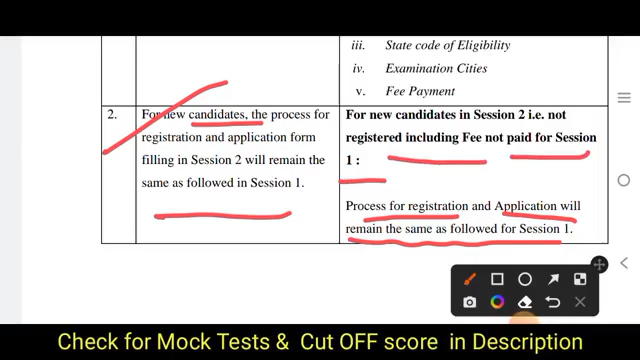 iii. State code of Eligibility
iv. Examination Cities
v. Fee Payment
2.
For new candidates, the process for
registration and application form
filling in Session 2 will remain the
same as followed in Session 1.
For new candidates in Session 2 i.e. not
registered including Fee not paid for Session
1 :
Process for registration and Application will
remain the same as followed for Session 1.
Check for Mock Tests & Cut OFF score in Description